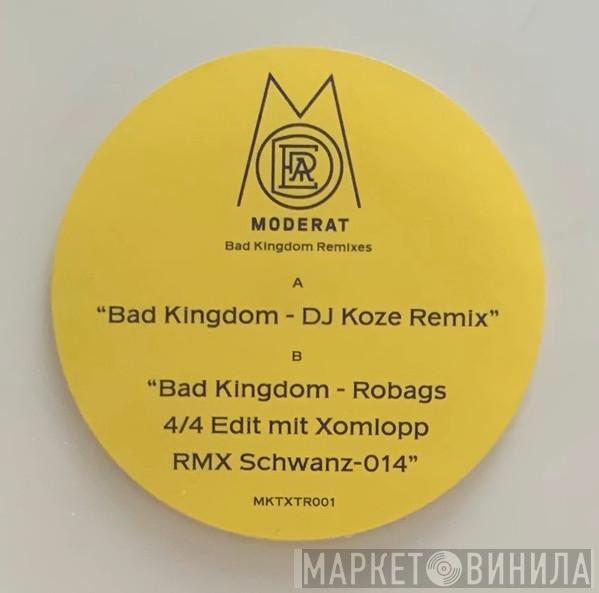 MODERAT
Bad Kingdom Remixes
A
“Bad Kingdom - DJ Koze Remix”
B
“Bad Kingdom - Robags
4/4 Edit mit Xomlopp
RMX Schwanz-014”
MKTXTR001
МАРКЕТ ВИНИЛА